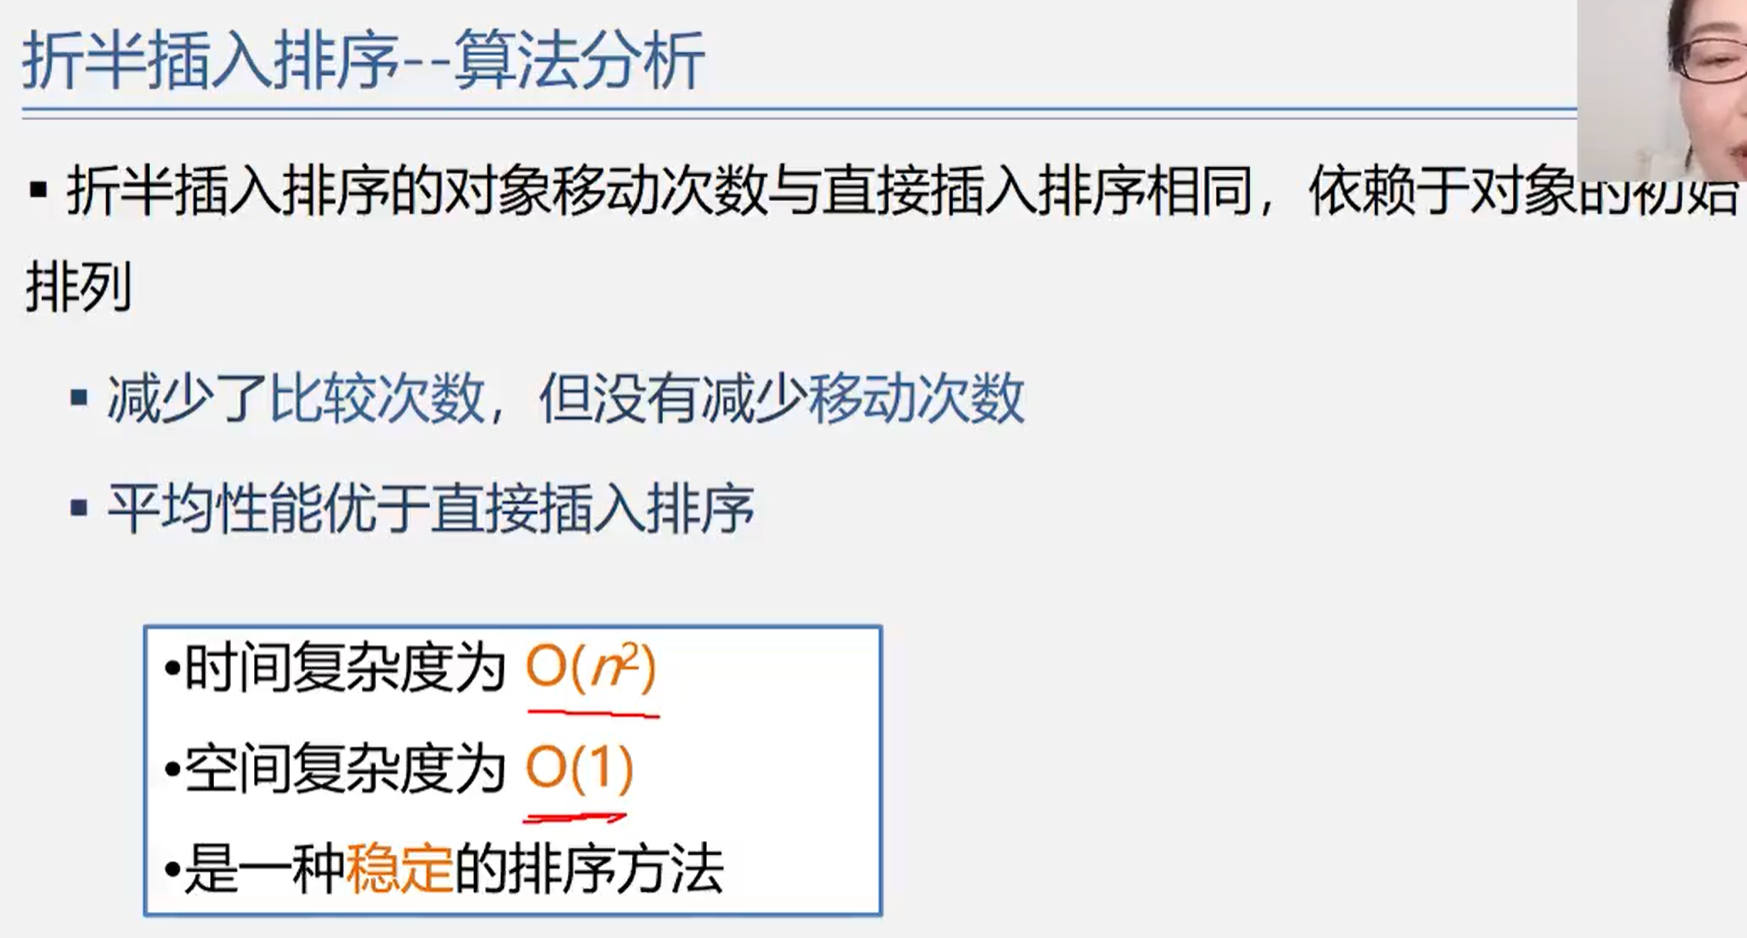 折半插入排序--算法分析
▪ 折半插入排序的对象移动次数与直接插入排序相同，依赖于对象的初始
排列
▪ 减少了比较次数，但没有减少移动次数
▪ 平均性能优于直接插入排序
•时间复杂度为 O(n²)
•空间复杂度为 O(1)
•是一种稳定的排序方法